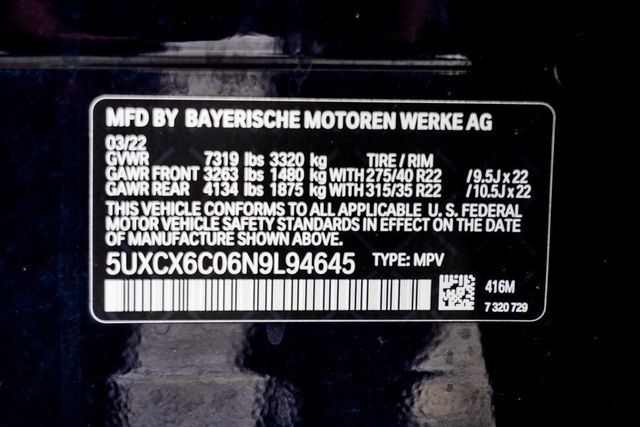 MFD BY BAYERISCHE MOTOREN WERKE AG
03/22
GVWR 7319 lbs 3320 kg TIRE / RIM
GAWR FRONT 3263 lbs 1480 kg WITH 275/40 R22 / 9.5J x 22
GAWR REAR 4134 lbs 1875 kg WITH 315/35 R22 / 10.5J x 22
THIS VEHICLE CONFORMS TO ALL APPLICABLE U. S. FEDERAL
MOTOR VEHICLE SAFETY STANDARDS IN EFFECT ON THE DATE
OF MANUFACTURE SHOWN ABOVE.
5UXCX6C06N9L94645 TYPE: MPV
416M
7 320 729